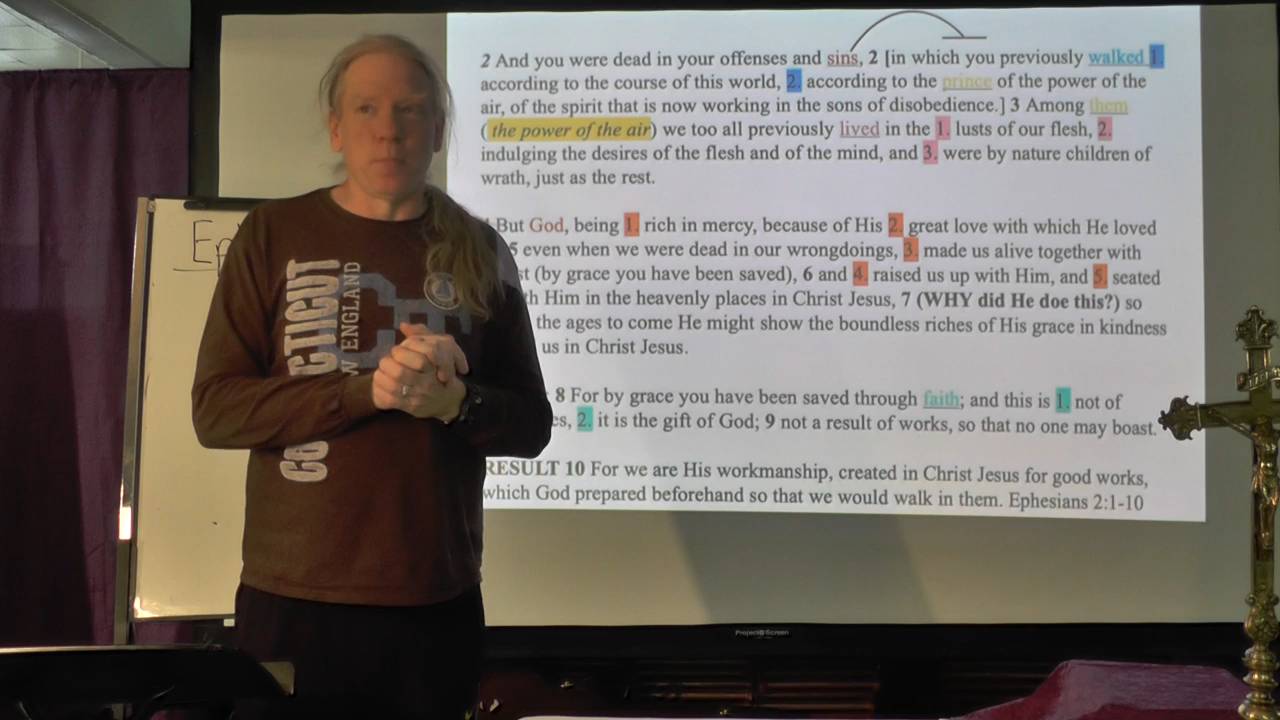 2 And you were dead in your offenses and sins, 2 [in which you previously walked 1.
according to the course of this world, 2. according to the prince of the power of the
air, of the spirit that is now working in the sons of disobedience.] 3 Among them
(the power of the air) we too all previously lived in the 1. lusts of our flesh, 2.
indulging the desires of the flesh and of the mind, and 3. were by nature children of
wrath, just as the rest.
But God, being 1. rich in mercy, because of His 2. great love with which He loved
5 even when we were dead in our wrongdoings, 3. made us alive together with
(by grace you have been saved), 6 and 4. raised us up with Him, and 5. seated
Him in the heavenly places in Christ Jesus, 7 (WHY did He doe this?) so
the ages to come He might show the boundless riches of His grace in kindness
us in Christ Jesus.
8 For by grace you have been saved through faith; and this is 1. not of
2. it is the gift of God; 9 not a result of works, so that no one may boast.
RESULT 10 For we are His workmanship, created in Christ Jesus for good works,
which God prepared beforehand so that we would walk in them. Ephesians 2:1-10
NEW ENGLAND
Project Screen